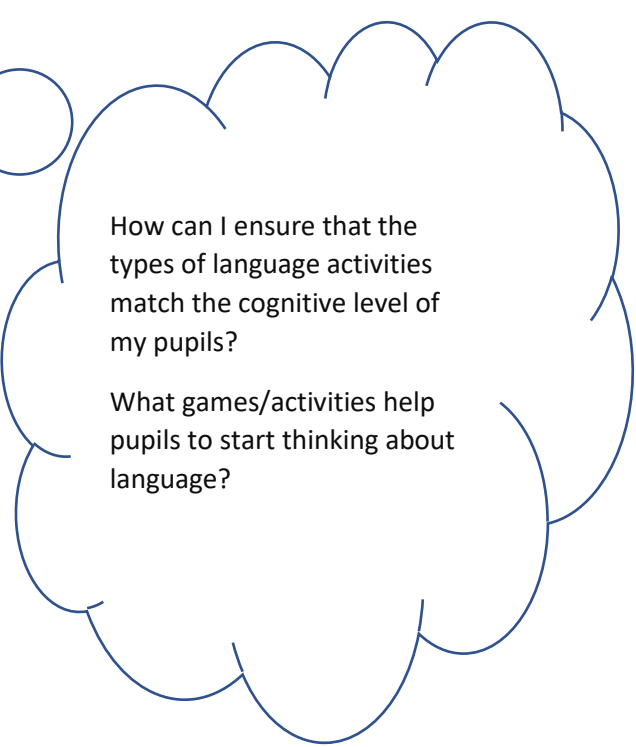 How can I ensure that the
types of language activities
match the cognitive level of
my pupils?
What games/activities help
pupils to start thinking about
language?